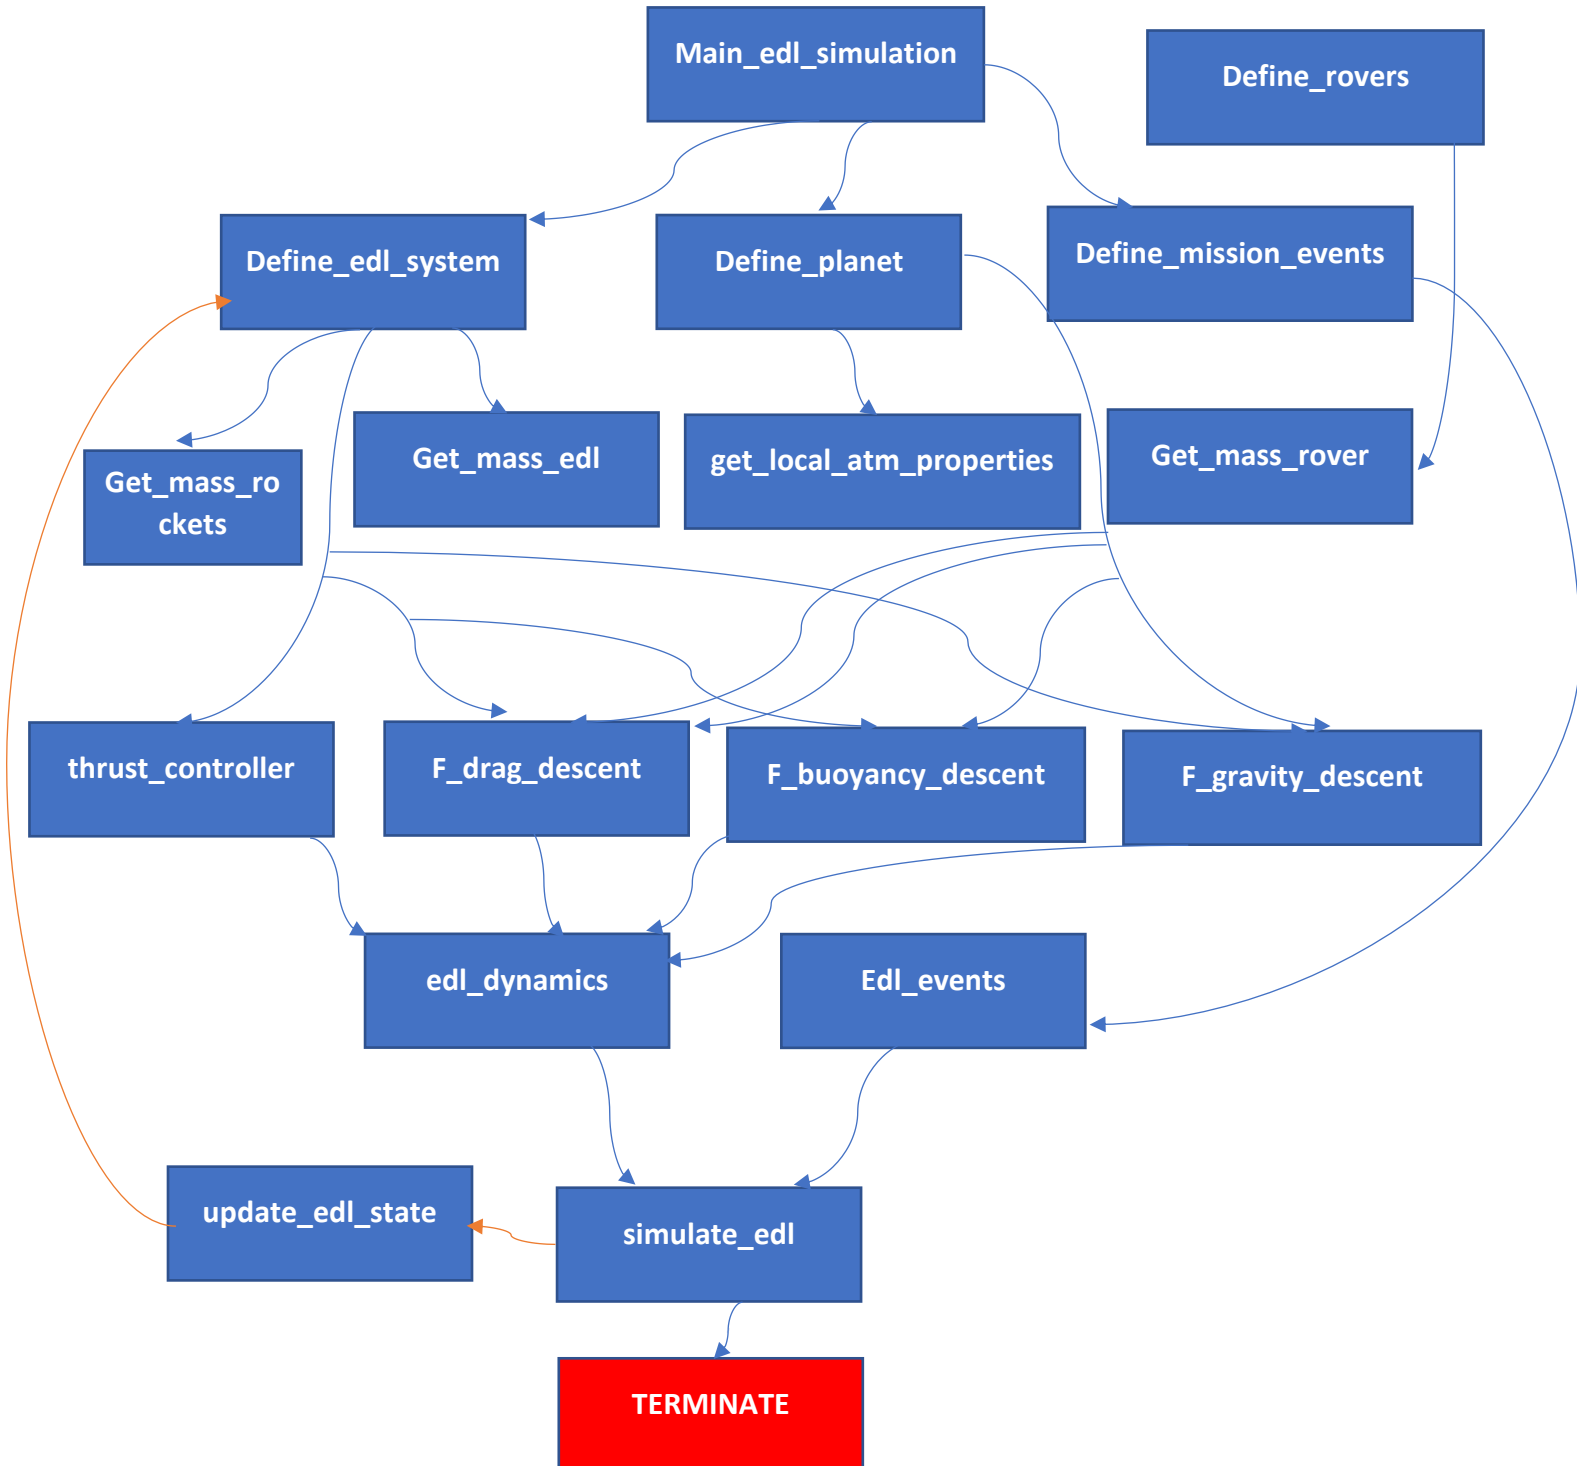 Main_edl_simulation
Define_rovers
Define_edl_system
Define_planet
Define_mission_events
Get_mass_ro
ckets
Get_mass_edl
get_local_atm_properties
Get_mass_rover
thrust_controller
F_drag_descent
F_buoyancy_descent
F_gravity_descent
edl_dynamics
Edl_events
update_edl_state
simulate_edl
TERMINATE